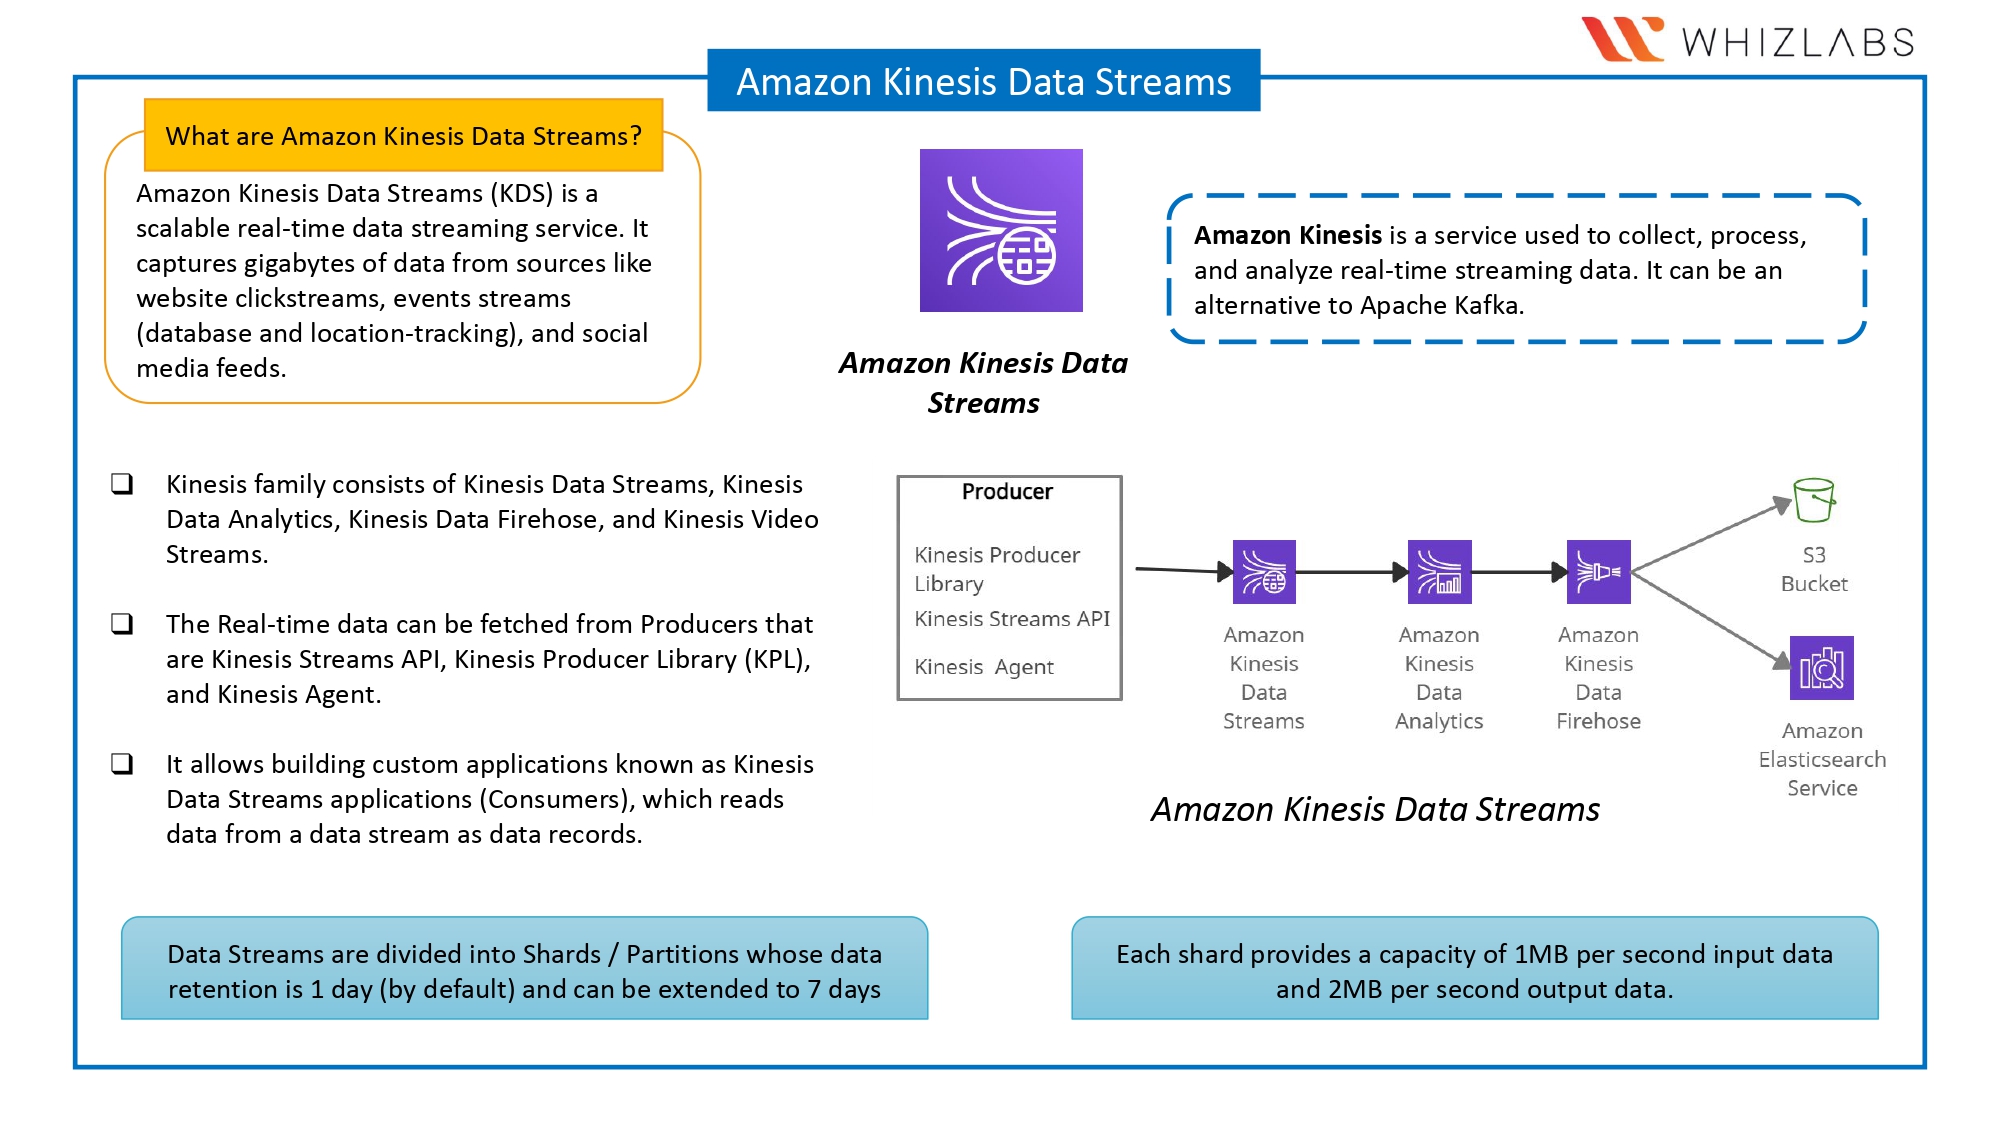 WHIZLABS
Amazon Kinesis Data Streams
What are Amazon Kinesis Data Streams?
Amazon Kinesis Data Streams (KDS) is a
scalable real-time data streaming service. It
captures gigabytes of data from sources like
website clickstreams, events streams
(database and location-tracking), and social
media feeds.
Amazon Kinesis Data
Streams
Amazon Kinesis is a service used to collect, process,
and analyze real-time streaming data. It can be an
alternative to Apache Kafka.
❑ Kinesis family consists of Kinesis Data Streams, Kinesis
Data Analytics, Kinesis Data Firehose, and Kinesis Video
Streams.
❑ The Real-time data can be fetched from Producers that
are Kinesis Streams API, Kinesis Producer Library (KPL),
and Kinesis Agent.
❑ It allows building custom applications known as Kinesis
Data Streams applications (Consumers), which reads
data from a data stream as data records.
Producer
Kinesis Producer
Library
Kinesis Streams API
Kinesis Agent
Amazon
Kinesis
Data
Streams
Amazon
Kinesis
Data
Analytics
Amazon
Kinesis
Data
Firehose
S3
Bucket
Amazon
Elasticsearch
Service
Amazon Kinesis Data Streams
Data Streams are divided into Shards / Partitions whose data
retention is 1 day (by default) and can be extended to 7 days
Each shard provides a capacity of 1MB per second input data
and 2MB per second output data.